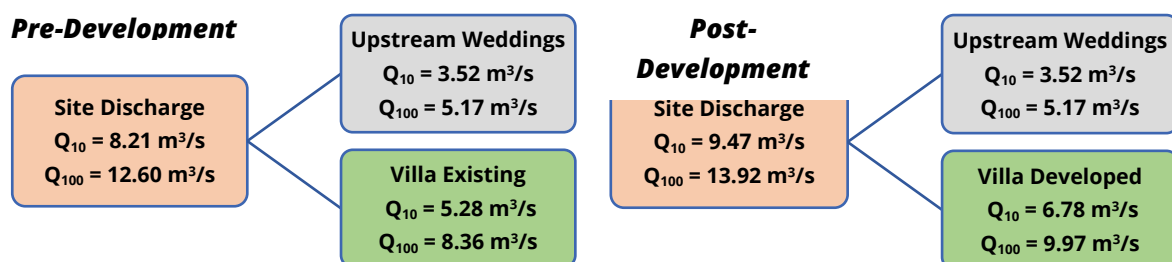 Pre-Development
Site Discharge
Q₁₀ = 8.21 m³/s
Q₁₀₀ = 12.60 m³/s
Upstream Weddings
Q₁₀ = 3.52 m³/s
Q₁₀₀ = 5.17 m³/s
Villa Existing
Q₁₀ = 5.28 m³/s
Q₁₀₀ = 8.36 m³/s
Post-
Development
Site Discharge
Q₁₀ = 9.47 m³/s
Q₁₀₀ = 13.92 m³/s
Upstream Weddings
Q₁₀ = 3.52 m³/s
Q₁₀₀ = 5.17 m³/s
Villa Developed
Q₁₀ = 6.78 m³/s
Q₁₀₀ = 9.97 m³/s